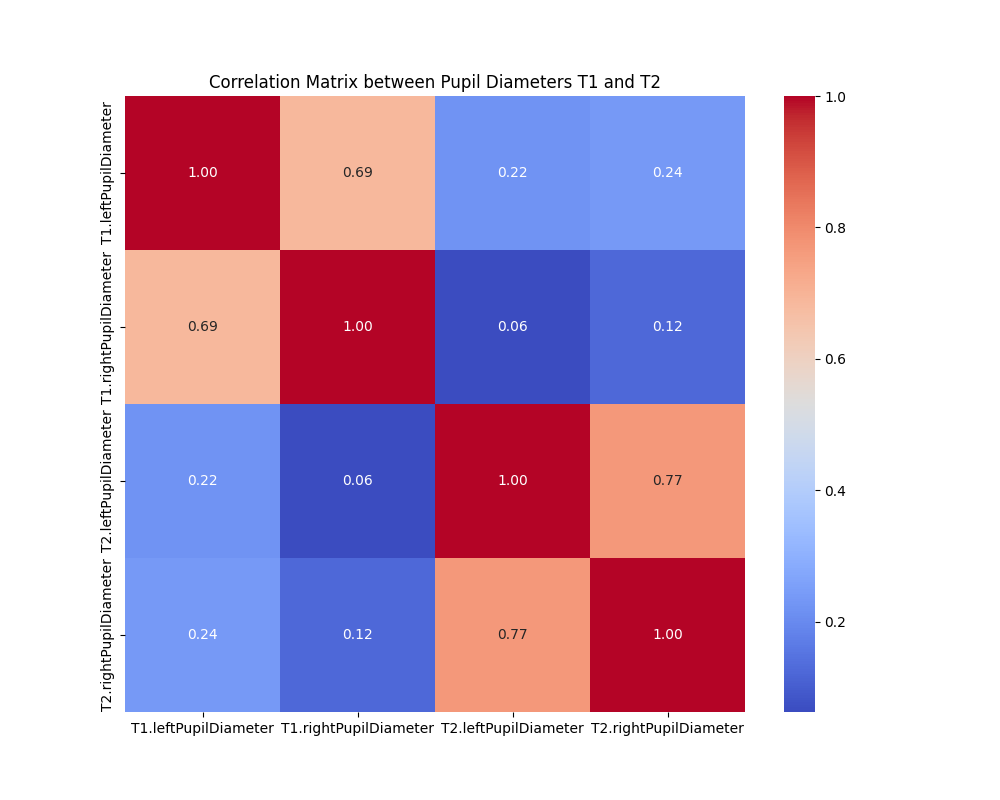 Correlation Matrix between Pupil Diameters T1 and T2
T1.leftPupilDiameter
1.00 0.69 0.22 0.24
T1.rightPupilDiameter
0.69 1.00 0.06 0.12
T2.leftPupilDiameter
0.22 0.06 1.00 0.77
T2.rightPupilDiameter
0.24 0.12 0.77 1.00
T1.leftPupilDiameter T1.rightPupilDiameter T2.leftPupilDiameter T2.rightPupilDiameter
1.0
0.8
0.6
0.4
0.2